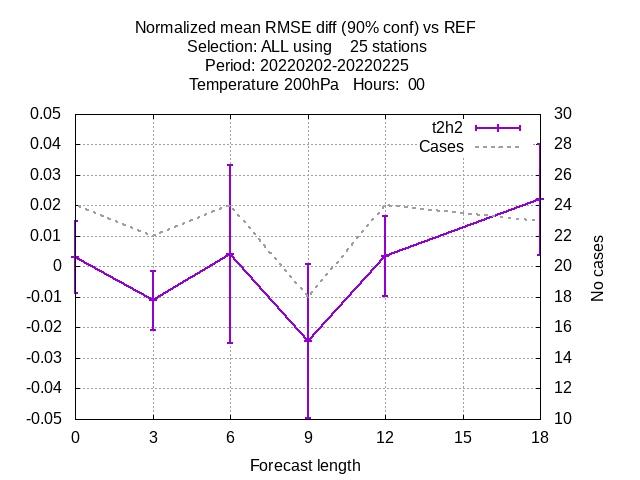 Normalized mean RMSE diff (90% conf) vs REF
Selection: ALL using    25 stations
Period: 20220202-20220225
Temperature 200hPa   Hours:  00
t2h2
Cases
0.05
0.04
0.03
0.02
0.01
0
-0.01
-0.02
-0.03
-0.04
-0.05
30
28
26
24
22
20
18
16
14
12
10
No cases
0 3 6 9 12 15 18
Forecast length